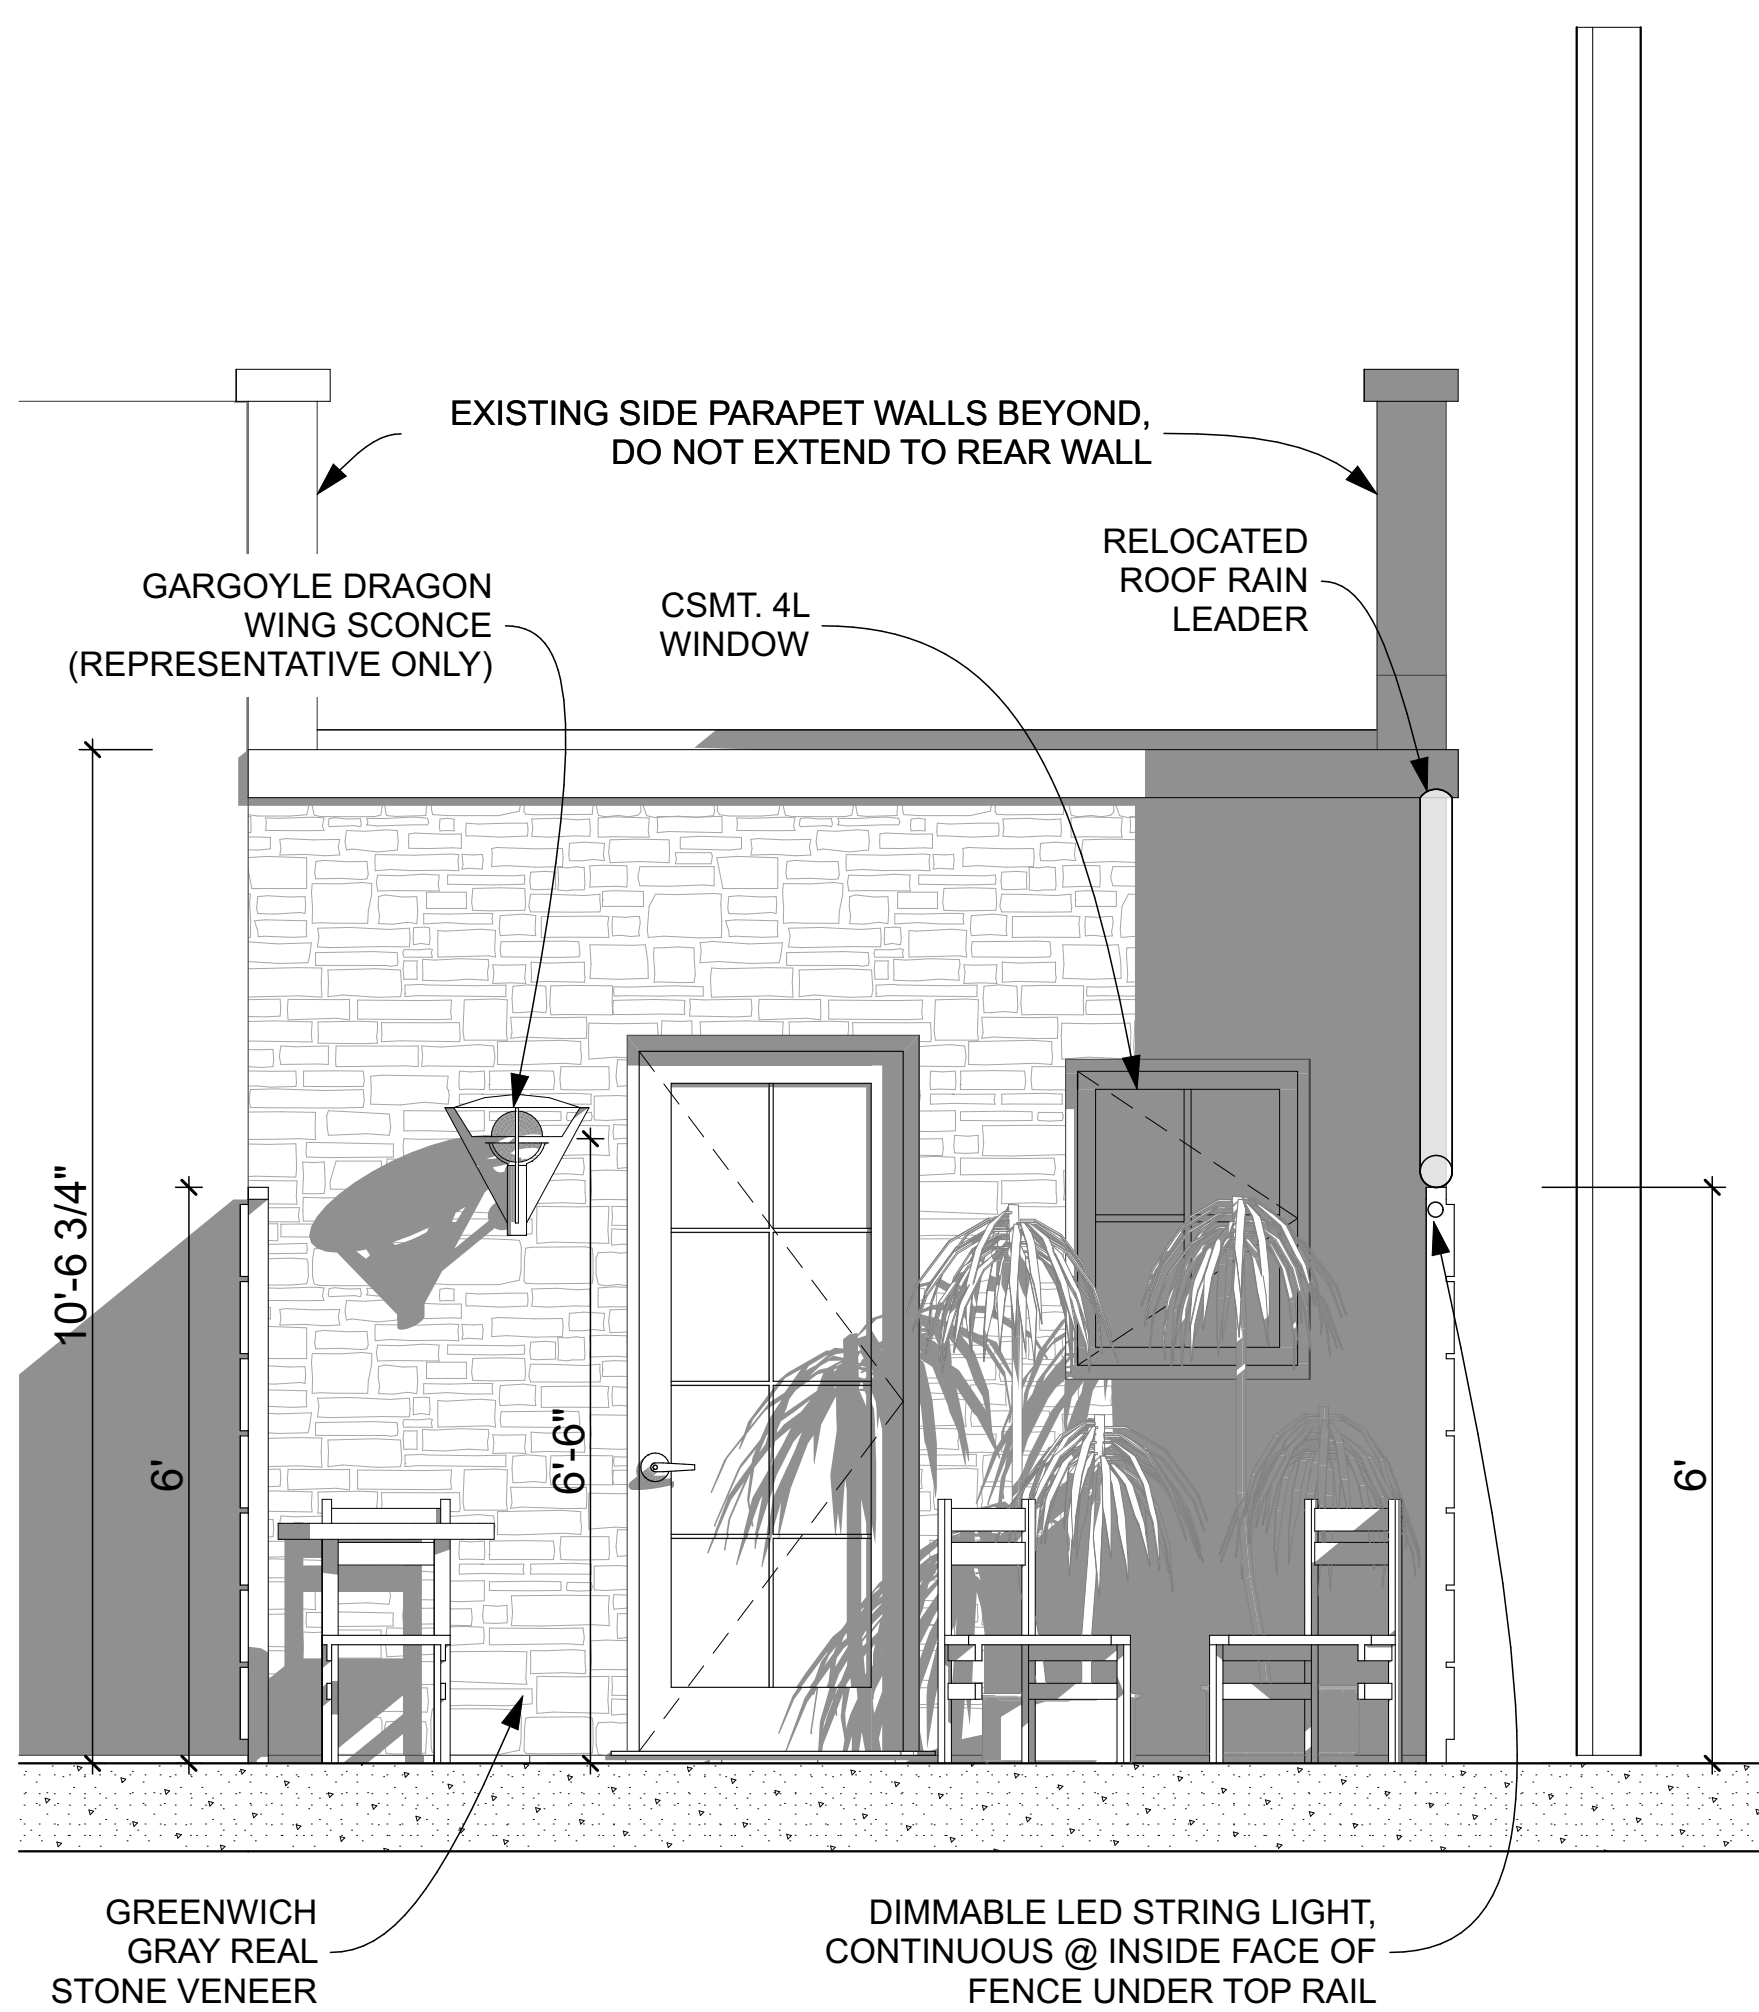 EXISTING SIDE PARAPET WALLS BEYOND,
DO NOT EXTEND TO REAR WALL
RELOCATED
ROOF RAIN
LEADER
GARGOYLE DRAGON
WING SCONCE
(REPRESENTATIVE ONLY)
CSMT. 4L
WINDOW
10'-6 3/4"
6'
6'-6"
6'
GREENWICH
GRAY REAL
STONE VENEER
DIMMABLE LED STRING LIGHT,
CONTINUOUS @ INSIDE FACE OF
FENCE UNDER TOP RAIL